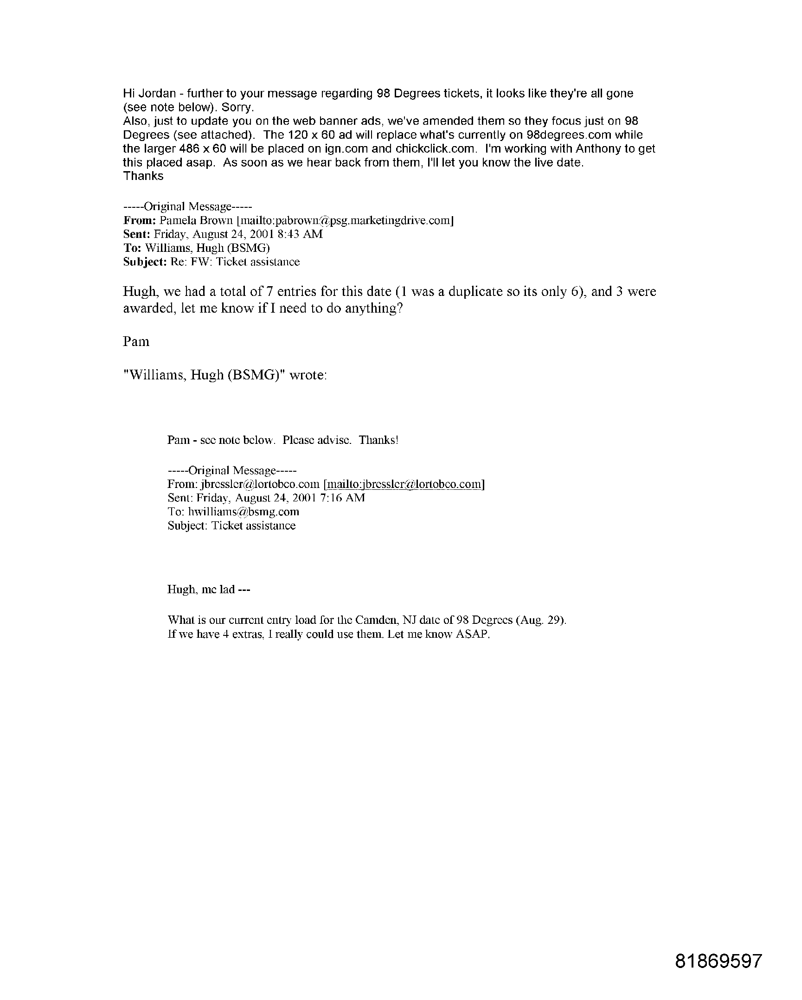 Hi Jordan - further to your message regarding 98 Degrees tickets, it looks like they're all gone
(see note below). Sorry.
Also, just to update you on the web banner ads, we've amended them so they focus just on 98
Degrees (see attached).  The 120 x 60 ad will replace what's currently on 98degrees.com while
the larger 486 x 60 will be placed on ign.com and chickclick.com.  I'm working with Anthony to get
this placed asap.  As soon as we hear back from them, I'll let you know the live date.
Thanks
-----Original Message-----
From: Pamela Brown [mailto:pabrown@psg.marketingdrive.com]
Sent: Friday, August 24, 2001 8:43 AM
To: Williams, Hugh (BSMG)
Subject: Re: FW: Ticket assistance
Hugh, we had a total of 7 entries for this date (1 was a duplicate so its only 6), and 3 were
awarded, let me know if I need to do anything?
Pam
"Williams, Hugh (BSMG)" wrote:
Pam - see note below.  Please advise.  Thanks!
-----Original Message-----
From: jbressler@lortobco.com [mailto:jbressler@lortobco.com]
Sent: Friday, August 24, 2001 7:16 AM
To: hwilliams@bsmg.com
Subject: Ticket assistance
Hugh, me lad ---
What is our current entry load for the Camden, NJ date of 98 Degrees (Aug. 29).
If we have 4 extras, I really could use them. Let me know ASAP.
81869597